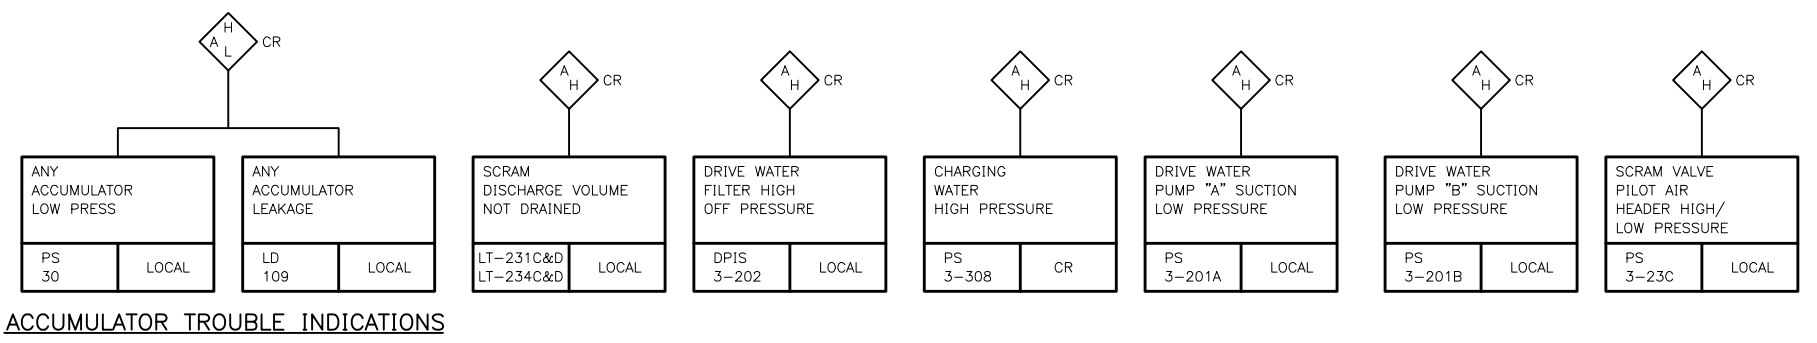 H
A
L
CR
ANY
ACCUMULATOR
LOW PRESS
PS
30
LOCAL
ANY
ACCUMULATOR
LEAKAGE
LD
109
LOCAL
ACCUMULATOR TROUBLE INDICATIONS
A
H
CR
SCRAM
DISCHARGE VOLUME
NOT DRAINED
LT-231C&D
LT-234C&D
LOCAL
A
H
CR
DRIVE WATER
FILTER HIGH
OFF PRESSURE
DPIS
3-202
LOCAL
A
H
CR
CHARGING
WATER
HIGH PRESSURE
PS
3-308
CR
A
H
CR
DRIVE WATER
PUMP "A" SUCTION
LOW PRESSURE
PS
3-201A
LOCAL
A
H
CR
DRIVE WATER
PUMP "B" SUCTION
LOW PRESSURE
PS
3-201B
LOCAL
A
H
CR
SCRAM VALVE
PILOT AIR
HEADER HIGH/
LOW PRESSURE
PS
3-23C
LOCAL